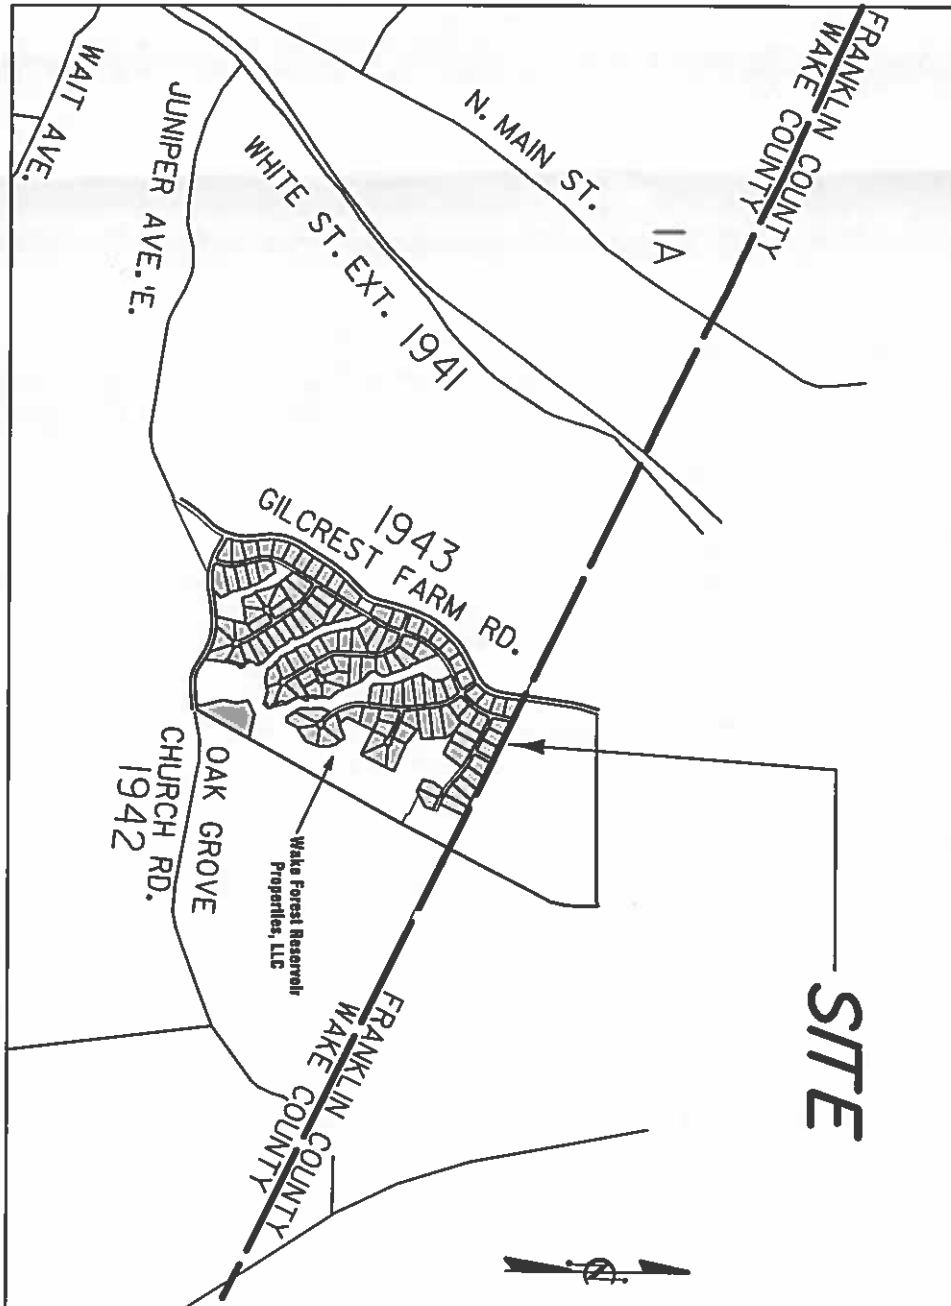 FRANKLIN COUNTY
WAKE COUNTY
N. MAIN ST.
1A
WHITE ST. EXT. 1941
WAIT AVE.
JUNIPER AVE. E.
1943
GILCREST FARM RD.
OAK GROVE
CHURCH RD.
1942
Wake Forest Reservoir
Properties, LLC
SITE
FRANKLIN COUNTY
WAKE COUNTY
N